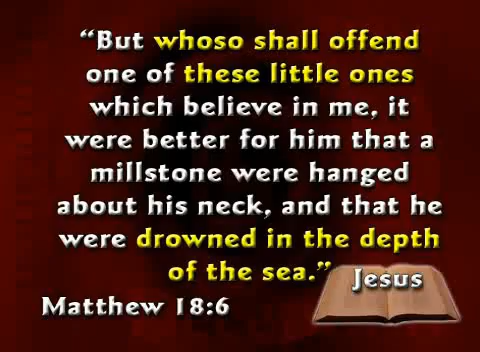 “But whoso shall offend
one of these little ones
which believe in me, it
were better for him that a
millstone were hanged
about his neck, and that he
were drowned in the depth
of the sea.”
Jesus
Matthew 18:6